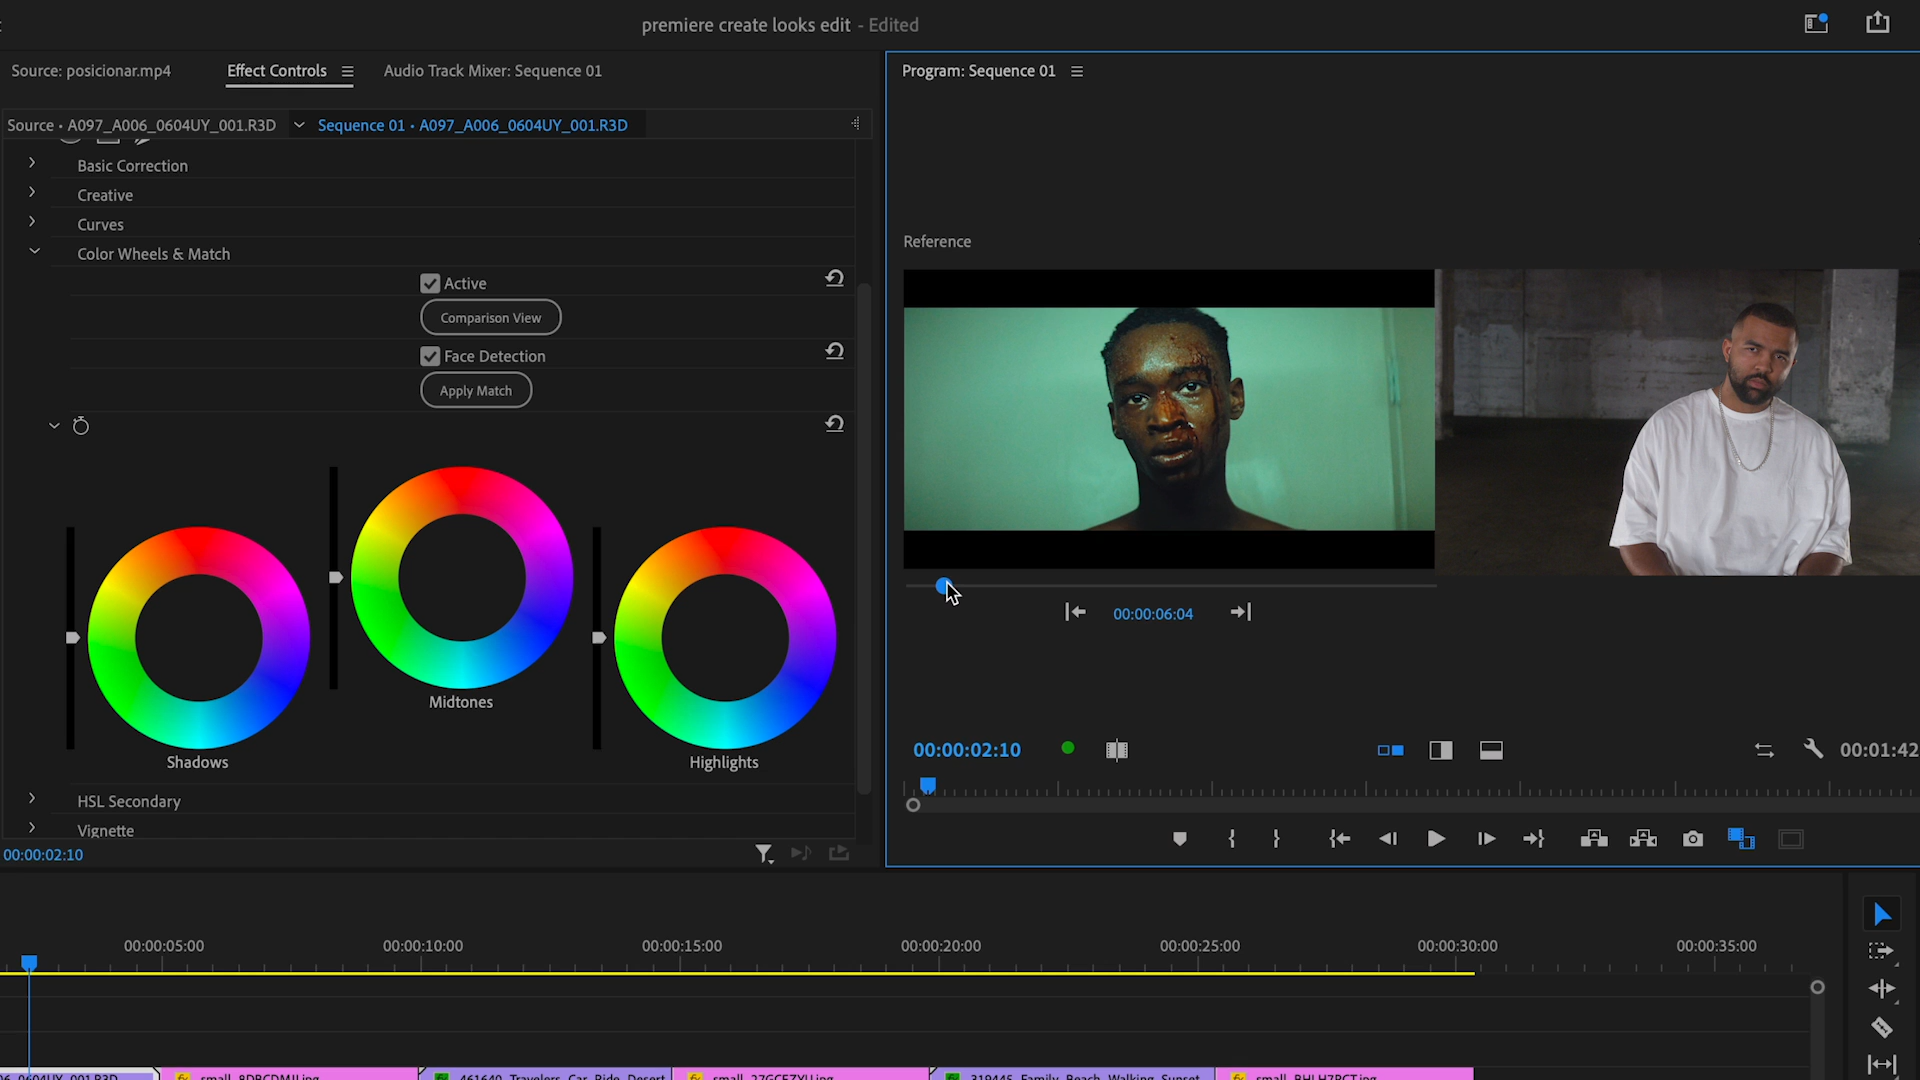 premiere create looks edit - Edited
Source: posicionar.mp4
Effect Controls
Audio Track Mixer: Sequence 01
Program: Sequence 01
Source • A097_A006_0604UY_001.R3D
Sequence 01 • A097_A006_0604UY_001.R3D
Basic Correction
Creative
Curves
Color Wheels & Match
Active
Comparison View
Face Detection
Apply Match
Reference
00:00:06:04
Midtones
Shadows
Highlights
00:00:02:10
00:01:42
HSL Secondary
Vignette
00:00:02:10
00:00:05:00
00:00:10:00
00:00:15:00
00:00:20:00
00:00:25:00
00:00:30:00
00:00:35:00
461640_Travelers_Car_Ride_Desert
319445_Family_Beach_Walking_Sunset